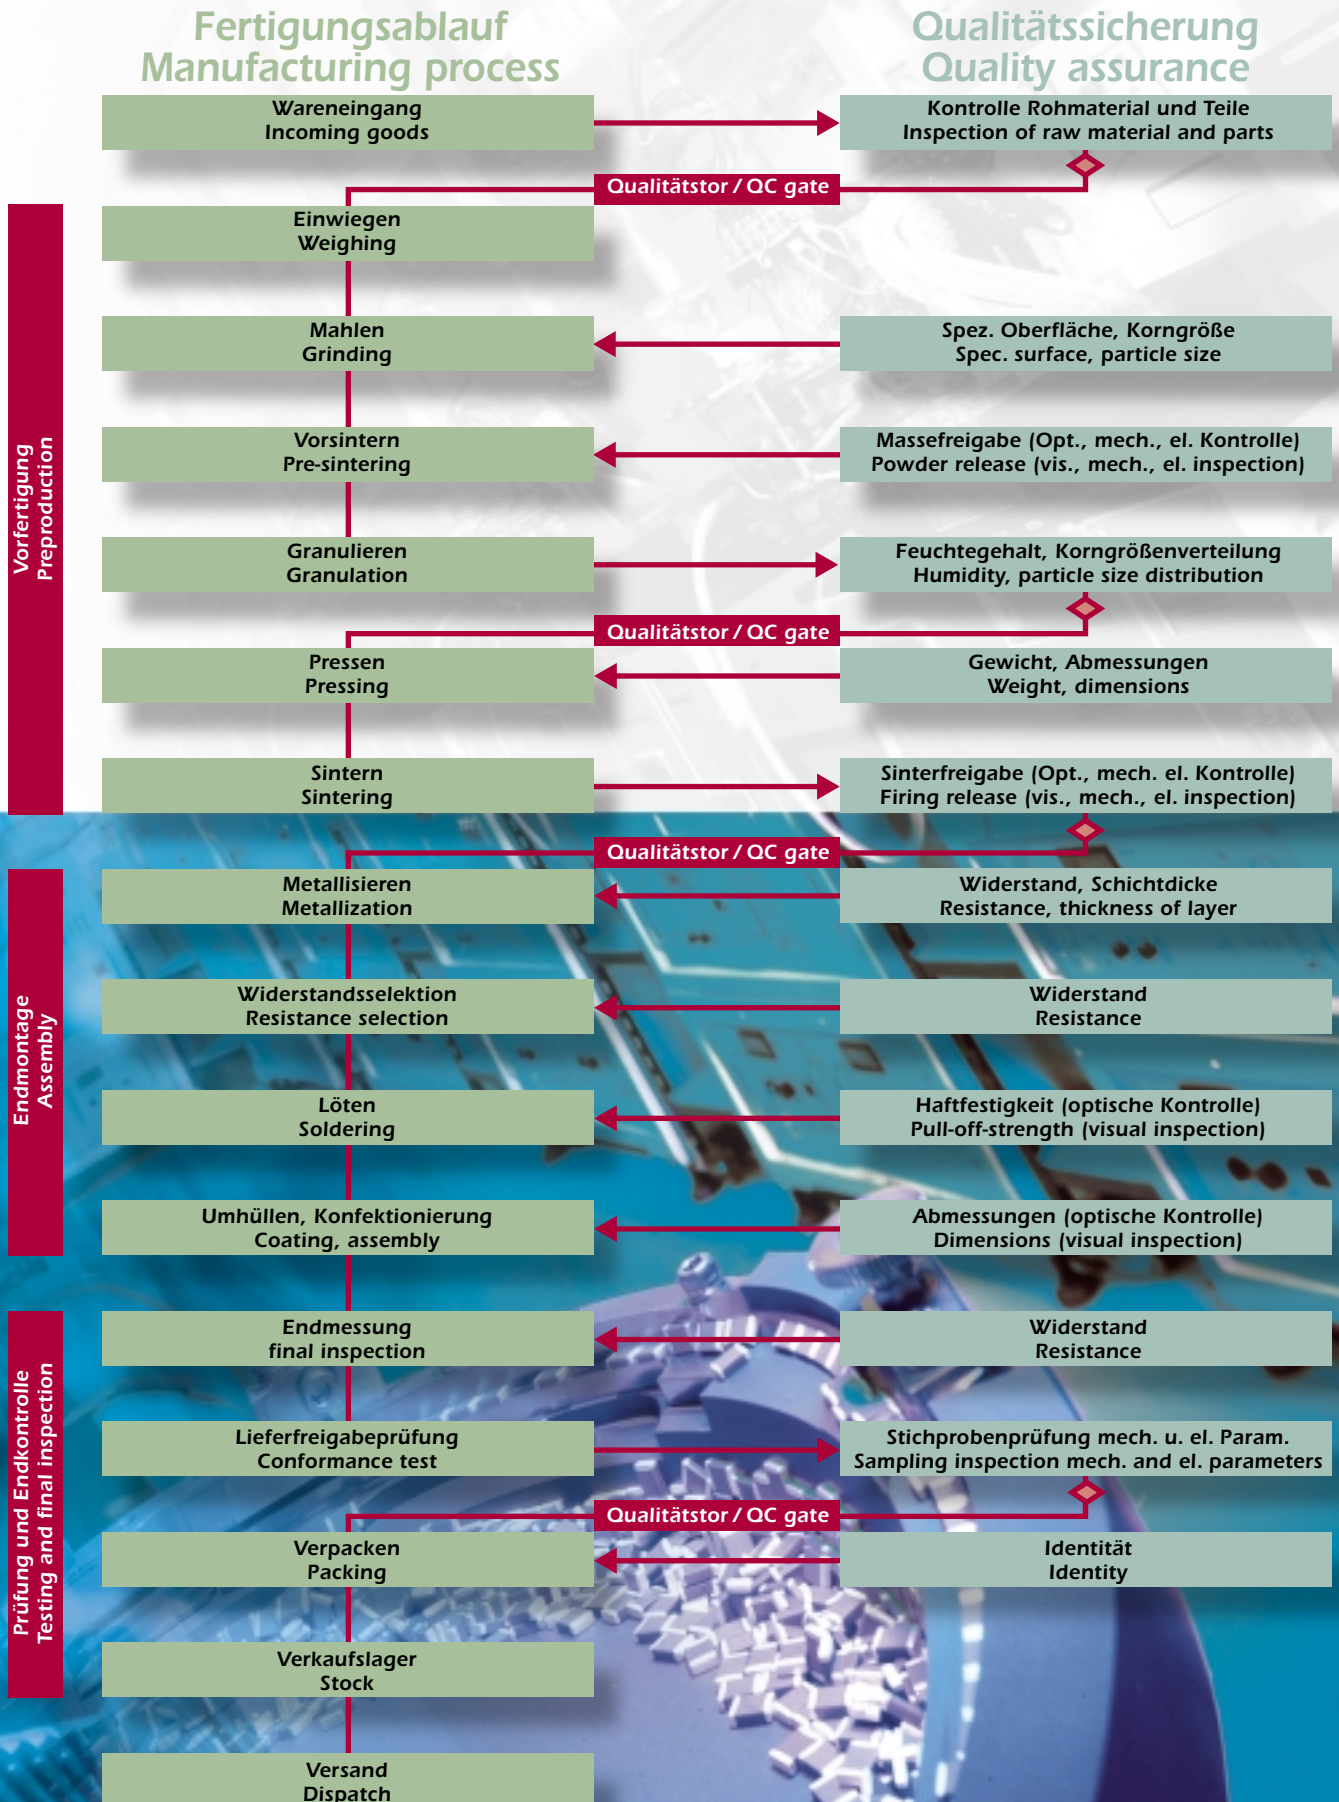 Fertigungsablauf
Manufacturing process
Qualitätssicherung
Quality assurance
Wareneingang
Incoming goods
Kontrolle Rohmaterial und Teile
Inspection of raw material and parts
Qualitätstor / QC gate
Vorfertigung
Preproduction
Einwiegen
Weighing
Mahlen
Grinding
Spez. Oberfläche, Korngröße
Spec. surface, particle size
Vorsintern
Pre-sintering
Massefreigabe (Opt., mech., el. Kontrolle)
Powder release (vis., mech., el. inspection)
Granulieren
Granulation
Feuchtegehalt, Korngrößenverteilung
Humidity, particle size distribution
Qualitätstor / QC gate
Pressen
Pressing
Gewicht, Abmessungen
Weight, dimensions
Sintern
Sintering
Sinterfreigabe (Opt., mech. el. Kontrolle)
Firing release (vis., mech., el. inspection)
Qualitätstor / QC gate
Endmontage
Assembly
Metallisieren
Metallization
Widerstand, Schichtdicke
Resistance, thickness of layer
Widerstandsselektion
Resistance selection
Widerstand
Resistance
Löten
Soldering
Haftfestigkeit (optische Kontrolle)
Pull-off-strength (visual inspection)
Umhüllen, Konfektionierung
Coating, assembly
Abmessungen (optische Kontrolle)
Dimensions (visual inspection)
Prüfung und Endkontrolle
Testing and final inspection
Endmessung
final inspection
Widerstand
Resistance
Lieferfreigabeprüfung
Conformance test
Stichprobenprüfung mech. u. el. Param.
Sampling inspection mech. and el. parameters
Qualitätstor / QC gate
Verpacken
Packing
Identität
Identity
Verkaufslager
Stock
Versand
Dispatch